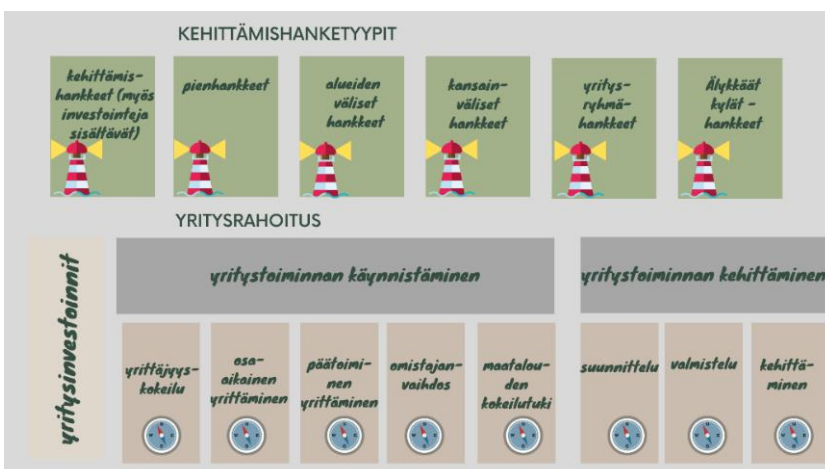 KEHITTÄMISHANKETYYPIT
kehittämis-
hankkeet (myös
investointeja
sisältävät)
pienhankkeet
alueiden
väliset
hankkeet
kansain-
väliset
hankkeet
yritys-
ryhmä-
hankkeet
Älykkäät
kylät -
hankkeet
YRITYSRAHOITUS
yritysinvestoinnit
yritystoiminnan käynnistäminen
yritystoiminnan kehittäminen
yrittäjyys-
kokeilu
osa-
aikainen
yrittäminen
päätoimi-
nen
yrittäminen
omistajan-
vaihdos
maatalou-
den
kokeilutuki
suunnittelu
valmistelu
kehittä-
minen